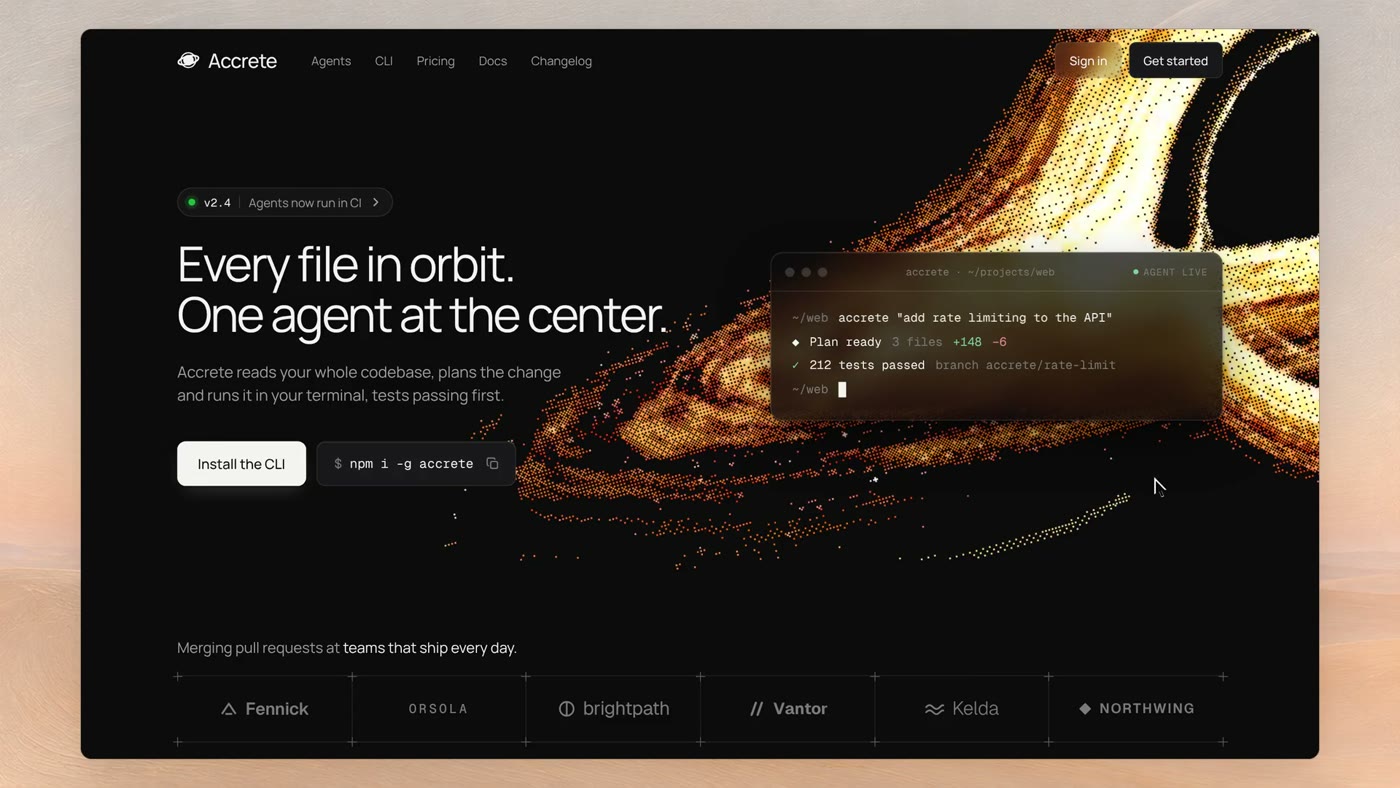 Accrete
Agents CLI Pricing Docs Changelog
Sign in
Get started
v2.4 Agents now run in CI
Every file in orbit.
One agent at the center.
Accrete reads your whole codebase, plans the change
and runs it in your terminal, tests passing first.
Install the CLI
$ npm i -g accrete
accrete · ~/projects/web
AGENT LIVE
~/web accrete "add rate limiting to the API"
◆ Plan ready 3 files +148 −6
✓ 212 tests passed branch accrete/rate-limit
~/web
Merging pull requests at teams that ship every day.
Fennick
ORSOLA
brightpath
Vantor
Kelda
NORTHWING